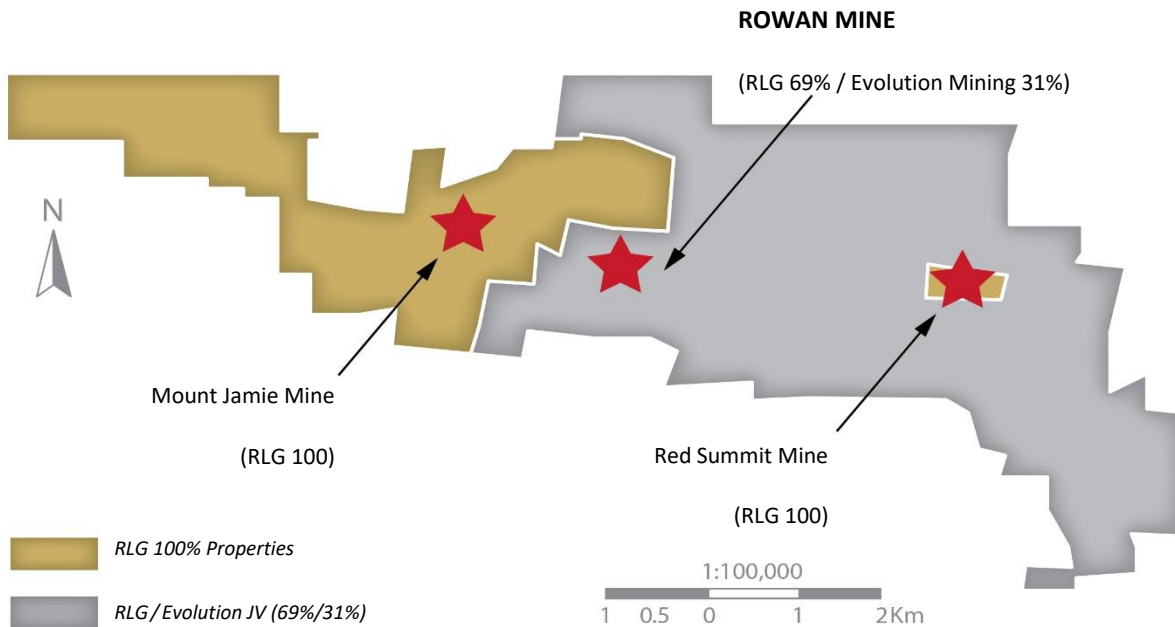 ROWAN MINE
(RLG 69% / Evolution Mining 31%)
N
Mount Jamie Mine
(RLG 100)
Red Summit Mine
(RLG 100)
RLG 100% Properties
RLG / Evolution JV (69%/31%)
1:100,000
1 0.5 0 1 2Km